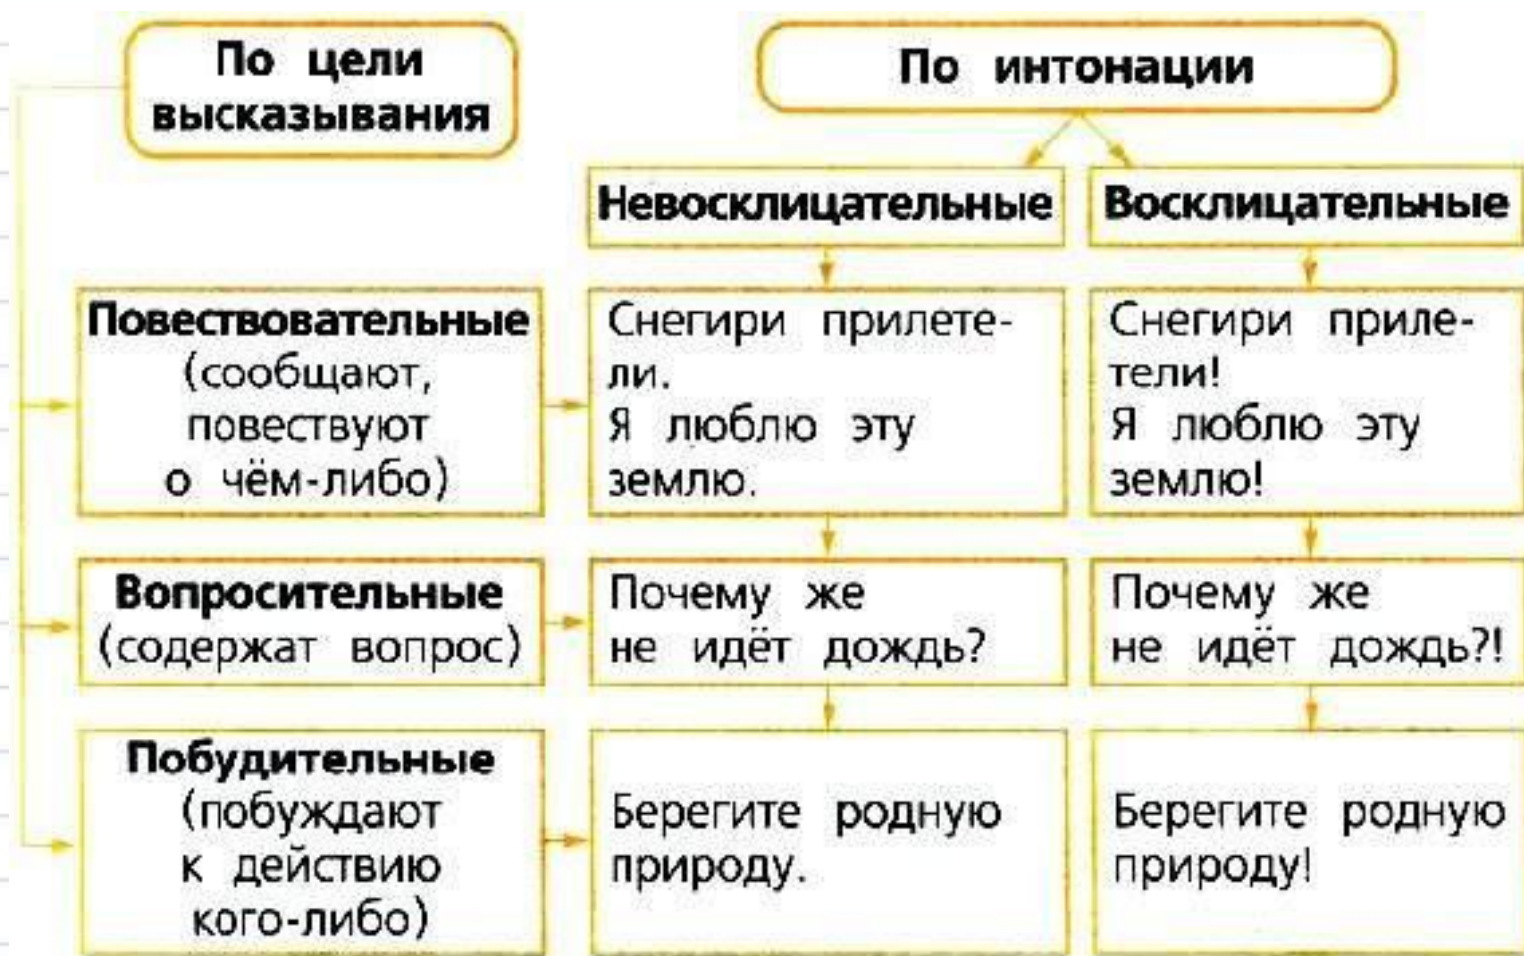 По цели
высказывания
По интонации
Невосклицательные
Восклицательные
Повествовательные
(сообщают,
повествуют
о чём-либо)
Снегири прилете-
ли.
Я люблю эту
землю.
Снегири приле-
тели!
Я люблю эту
землю!
Вопросительные
(содержат вопрос)
Почему же
не идёт дождь?
Почему же
не идёт дождь?!
Побудительные
(побуждают
к действию
кого-либо)
Берегите родную
природу.
Берегите родную
природу!